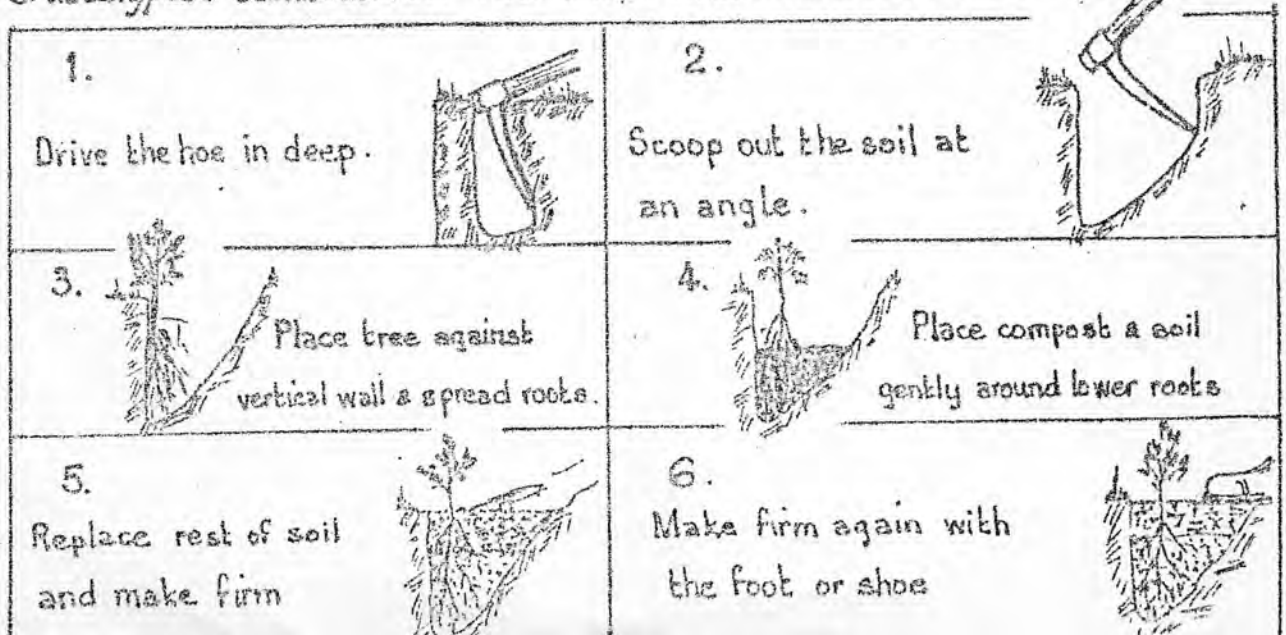 1.
Drive the hoe in deep.
2.
Scoop out the soil at
an angle.
3.
Place tree against
vertical wall & spread roots.
4.
Place compost & soil
gently around lower roots
5.
Replace rest of soil
and make firm
6.
Make firm again with
the foot or shoe